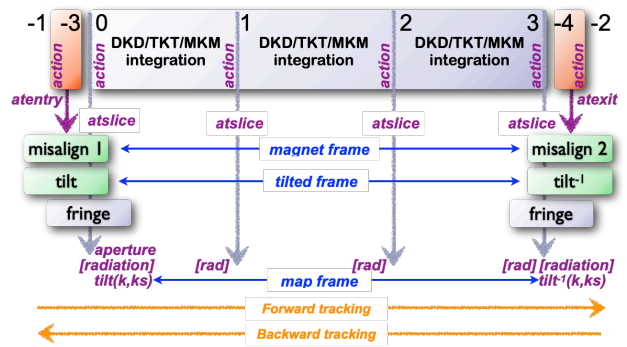 -1 -3 0 1 2 3 -4 -2
action action action action action action
DKD/TKT/MKM integration DKD/TKT/MKM integration DKD/TKT/MKM integration
atentry atexit
atslice atslice atslice atslice
misalign 1 magnet frame misalign 2
tilt tilted frame tilt-1
fringe fringe
aperture
[radiation] [rad] [rad] [rad] [radiation]
tilt(k,ks) map frame tilt-1(k,ks)
Forward tracking
Backward tracking